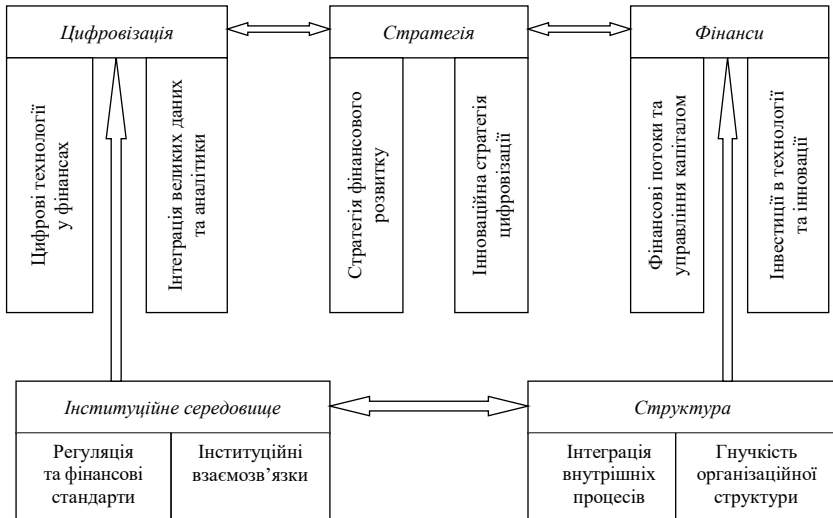 Цифровізація
Стратегія
Фінанси
Цифрові технології
у фінансах
Інтеграція великих даних
та аналітики
Стратегія фінансового
розвитку
Інноваційна стратегія
цифровізації
Фінансові потоки та
управління капіталом
Інвестиції в технології
та інновації
Інституційне середовище
Структура
Регуляція
та фінансові
стандарти
Інституційні
взаємозв’язки
Інтеграція
внутрішніх
процесів
Гнучкість
організаційної
структури